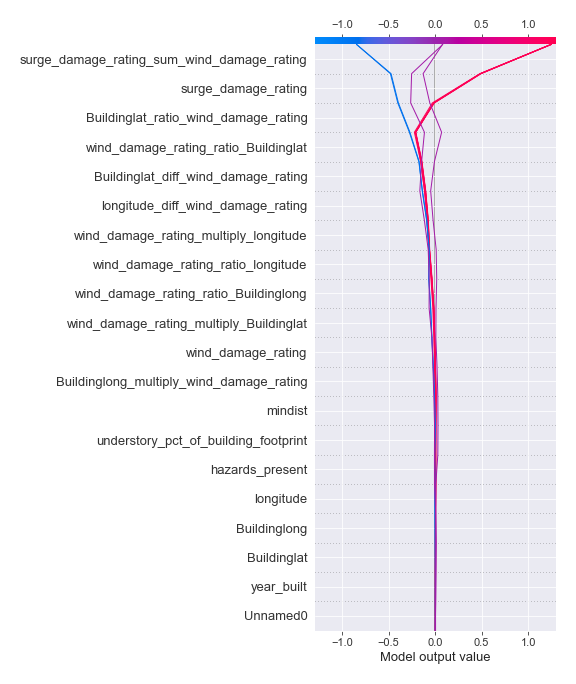 −1.0 −0.5 0.0 0.5 1.0
surge_damage_rating_sum_wind_damage_rating
surge_damage_rating
Buildinglat_ratio_wind_damage_rating
wind_damage_rating_ratio_Buildinglat
Buildinglat_diff_wind_damage_rating
longitude_diff_wind_damage_rating
wind_damage_rating_multiply_longitude
wind_damage_rating_ratio_longitude
wind_damage_rating_ratio_Buildinglong
wind_damage_rating_multiply_Buildinglat
wind_damage_rating
Buildinglong_multiply_wind_damage_rating
mindist
understory_pct_of_building_footprint
hazards_present
longitude
Buildinglong
Buildinglat
year_built
Unnamed0
−1.0 −0.5 0.0 0.5 1.0
Model output value